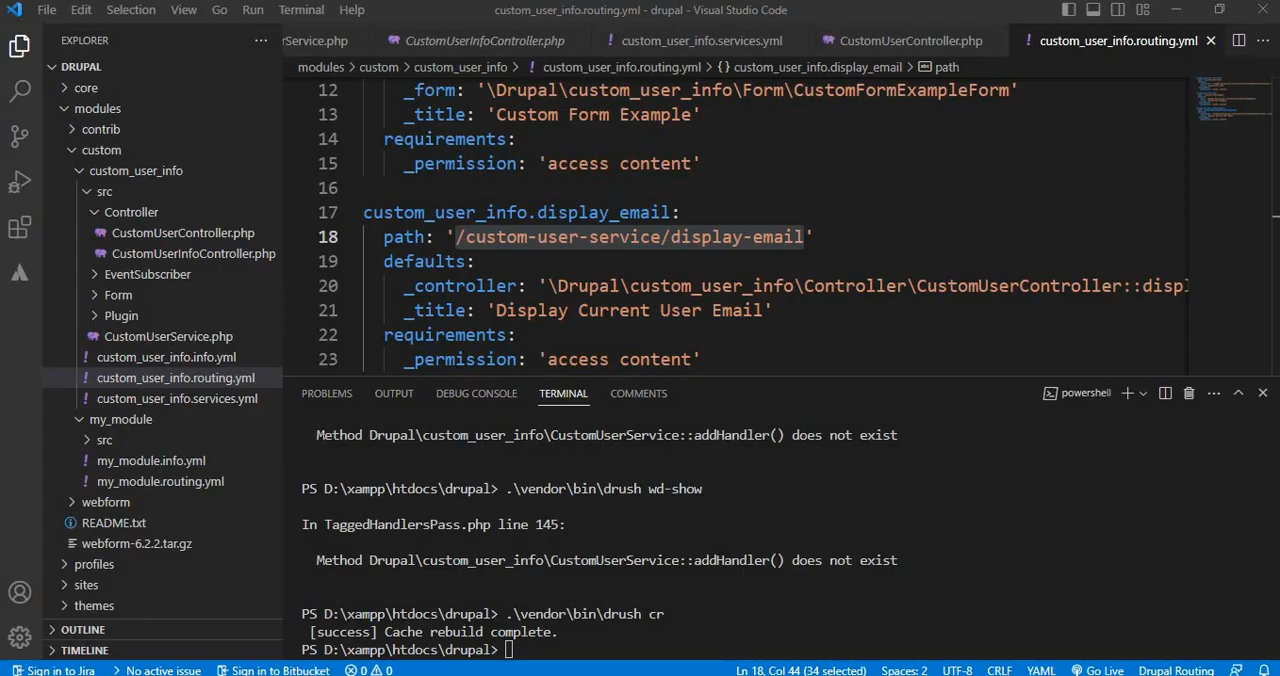 File Edit Selection View Go Run Terminal Help custom_user_info.routing.yml - drupal - Visual Studio Code
EXPLORER
rService.php CustomUserInfoController.php custom_user_info.services.yml CustomUserController.php custom_user_info.routing.yml
modules > custom > custom_user_info > ! custom_user_info.routing.yml > {} custom_user_info.display_email > abc path
DRUPAL
core
modules
contrib
custom
custom_user_info
src
Controller
CustomUserController.php
CustomUserInfoController.php
EventSubscriber
Form
Plugin
CustomUserService.php
custom_user_info.info.yml
custom_user_info.routing.yml
custom_user_info.services.yml
my_module
src
my_module.info.yml
my_module.routing.yml
webform
README.txt
webform-6.2.2.tar.gz
profiles
sites
themes
OUTLINE
TIMELINE
12 _form: '\Drupal\custom_user_info\Form\CustomFormExampleForm'
13 _title: 'Custom Form Example'
14 requirements:
15 _permission: 'access content'
16
17 custom_user_info.display_email:
18 path: '/custom-user-service/display-email'
19 defaults:
20 _controller: '\Drupal\custom_user_info\Controller\CustomUserController::displ
21 _title: 'Display Current User Email'
22 requirements:
23 _permission: 'access content'
PROBLEMS OUTPUT DEBUG CONSOLE TERMINAL COMMENTS powershell
Method Drupal\custom_user_info\CustomUserService::addHandler() does not exist
PS D:\xampp\htdocs\drupal> .\vendor\bin\drush wd-show
In TaggedHandlersPass.php line 145:
Method Drupal\custom_user_info\CustomUserService::addHandler() does not exist
PS D:\xampp\htdocs\drupal> .\vendor\bin\drush cr
[success] Cache rebuild complete.
PS D:\xampp\htdocs\drupal>
Sign in to Jira No active issue Sign in to Bitbucket 0 0 Ln 18, Col 44 (34 selected) Spaces: 2 UTF-8 CRLF YAML Go Live Drupal Routing